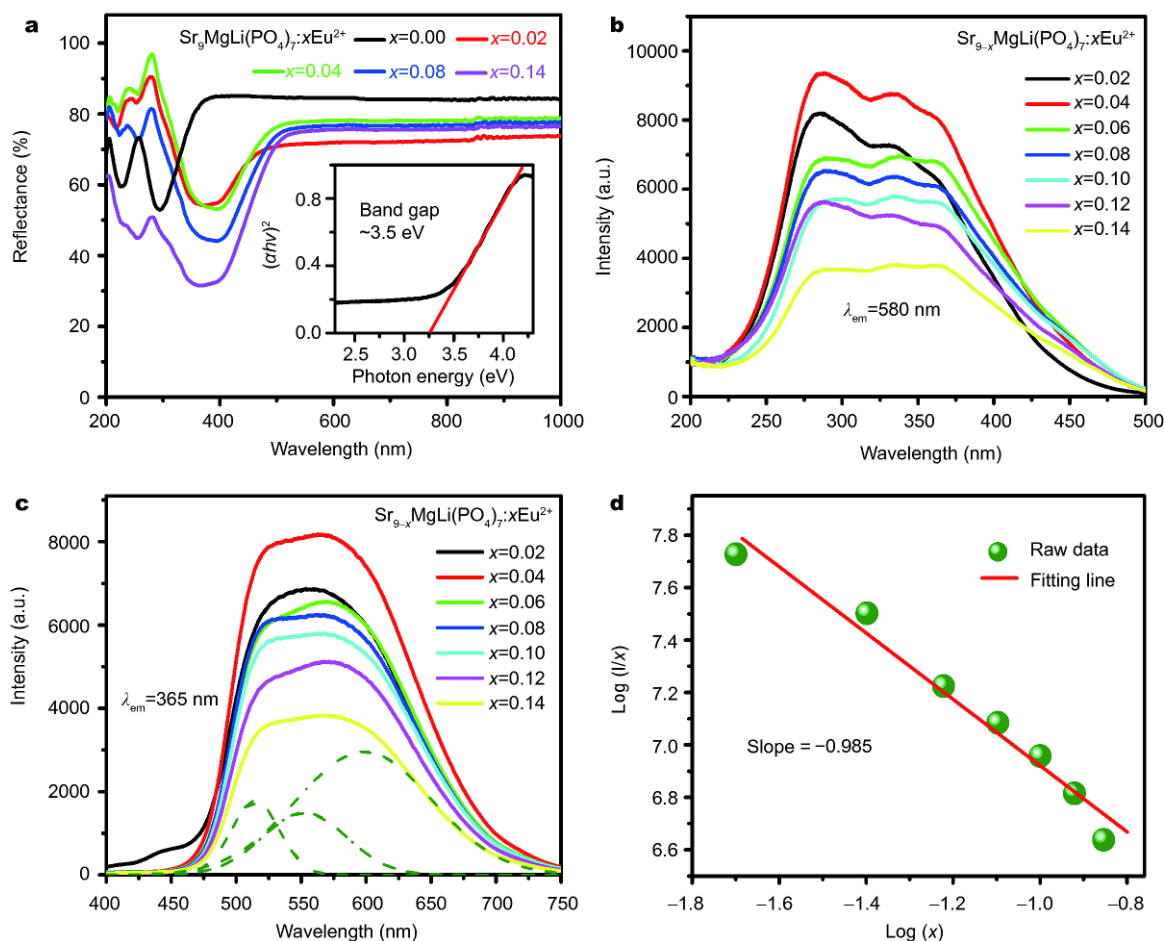 a
Sr₉MgLi(PO₄)₇:xEu²⁺ x=0.00 x=0.02
x=0.04 x=0.08 x=0.14
Reflectance (%)
100
80
60
40
20
0
200 400 600 800 1000
Wavelength (nm)
Band gap
~3.5 eV
(αhν)²
1.0
0.8
0.4
0.0
2.5 3.0 3.5 4.0
Photon energy (eV)
b
Sr₉₋ₓMgLi(PO₄)₇:xEu²⁺
x=0.02
x=0.04
x=0.06
x=0.08
x=0.10
x=0.12
x=0.14
λem=580 nm
Intensity (a.u.)
10000
8000
6000
4000
2000
0
200 250 300 350 400 450 500
Wavelength (nm)
c
Sr₉₋ₓMgLi(PO₄)₇:xEu²⁺
x=0.02
x=0.04
x=0.06
x=0.08
x=0.10
x=0.12
x=0.14
λem=365 nm
Intensity (a.u.)
8000
6000
4000
2000
0
400 450 500 550 600 650 700 750
Wavelength (nm)
d
Raw data
Fitting line
Slope = −0.985
Log (I/x)
7.8
7.6
7.4
7.2
7.0
6.8
6.6
−1.8 −1.6 −1.4 −1.2 −1.0 −0.8
Log (x)